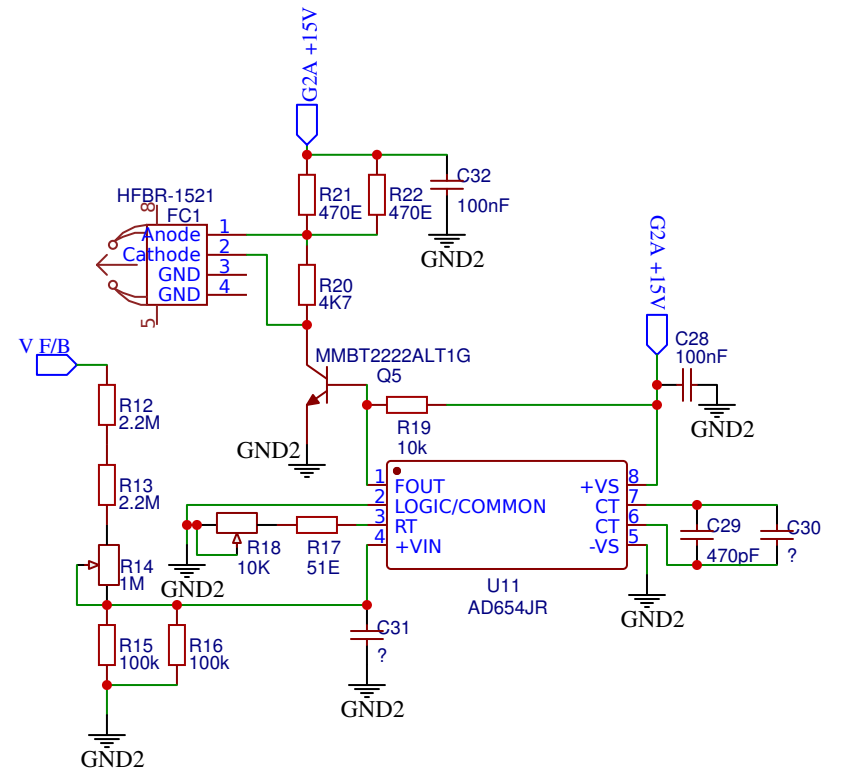 G2A +15V
HFBR-1521
FC1
8
Anode
1
Cathode
2
GND
3
GND
4
5
R21
470E
R22
470E
C32
100nF
GND2
R20
4K7
G2A +15V
V F/B
MMBT2222ALT1G
Q5
C28
100nF
GND2
R12
2.2M
R19
10k
GND2
R13
2.2M
1
FOUT
+VS
8
2
LOGIC/COMMON
CT
7
3
RT
CT
6
4
+VIN
-VS
5
U11
AD654JR
R18
10K
R17
51E
GND2
C29
470pF
C30
?
GND2
R14
1M
R15
100k
R16
100k
C31
?
GND2
GND2